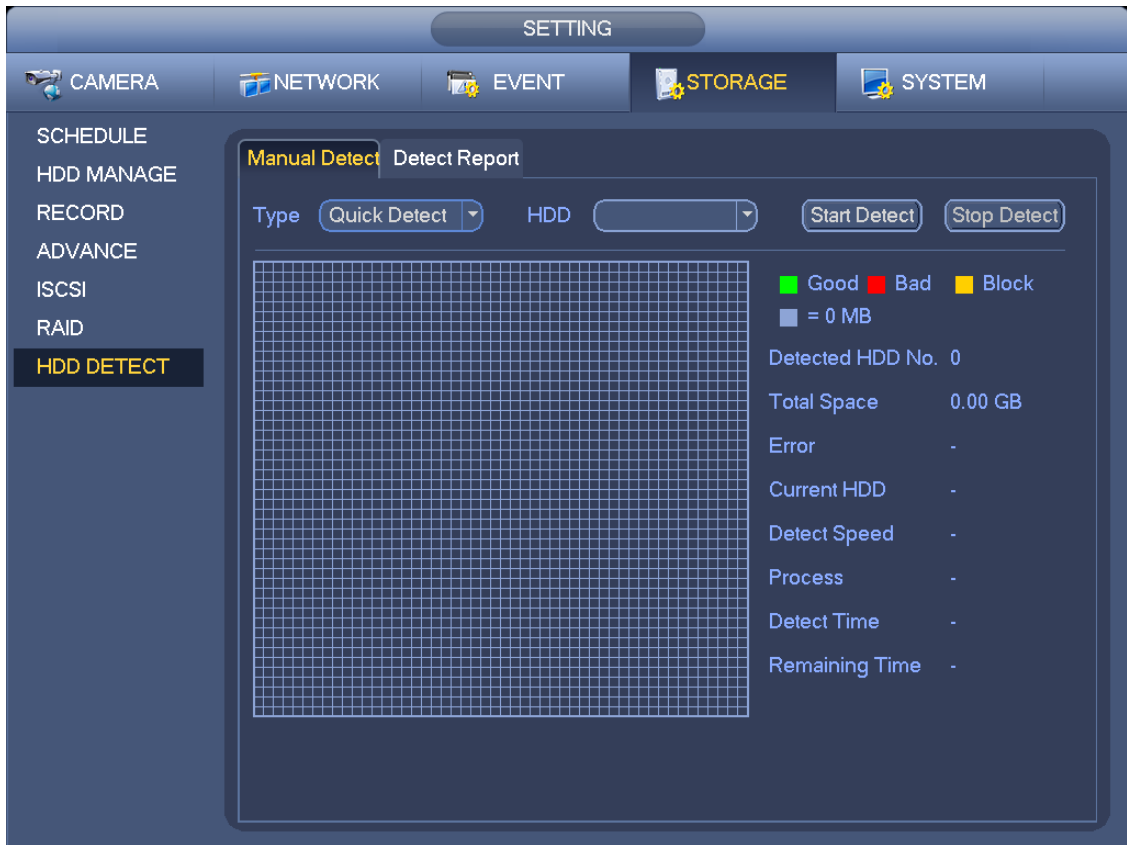 SETTING
CAMERA NETWORK EVENT STORAGE SYSTEM
SCHEDULE
HDD MANAGE
RECORD
ADVANCE
ISCSI
RAID
HDD DETECT
Manual Detect Detect Report
Type Quick Detect HDD Start Detect Stop Detect
Good Bad Block
= 0 MB
Detected HDD No. 0
Total Space 0.00 GB
Error -
Current HDD -
Detect Speed -
Process -
Detect Time -
Remaining Time -